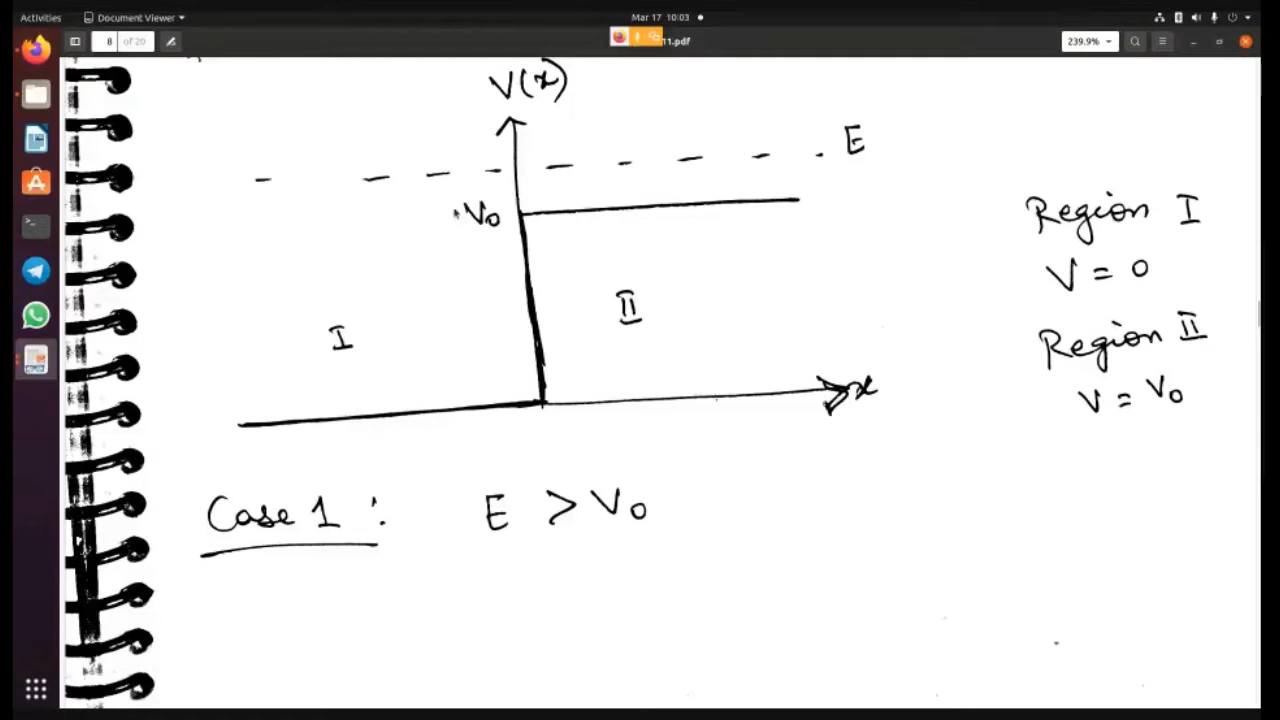 Activities
Document Viewer
Mar 17 10:03
8 of 20
11.pdf
239.9%
V(x)
E
V₀
Region I
V = 0
II
Region II
I
V = V₀
x
Case 1 : E > V₀